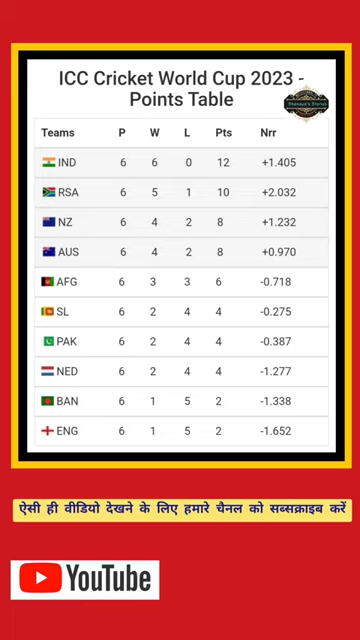 ICC Cricket World Cup 2023 -
Points Table
Shanaya's Stories
Teams P W L Pts Nrr
IND 6 6 0 12 +1.405
RSA 6 5 1 10 +2.032
NZ 6 4 2 8 +1.232
AUS 6 4 2 8 +0.970
AFG 6 3 3 6 -0.718
SL 6 2 4 4 -0.275
PAK 6 2 4 4 -0.387
NED 6 2 4 4 -1.277
BAN 6 1 5 2 -1.338
ENG 6 1 5 2 -1.652
ऐसी ही वीडियो देखने के लिए हमारे चैनल को सब्सक्राइब करें
YouTube